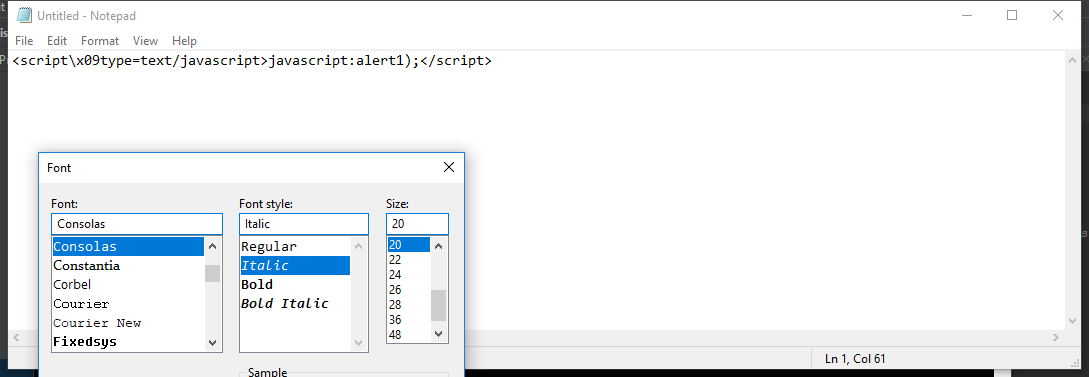 Untitled - Notepad
File Edit Format View Help
<script\x09type=text/javascript>javascript:alert1);</script>
Font
Font: Font style: Size:
Consolas Italic 20
Consolas Regular 20
Constantia Italic 22
Corbel Bold 24
Courier Bold Italic 26
Courier New 28
Fixedsys 36
48
Ln 1, Col 61
Sample